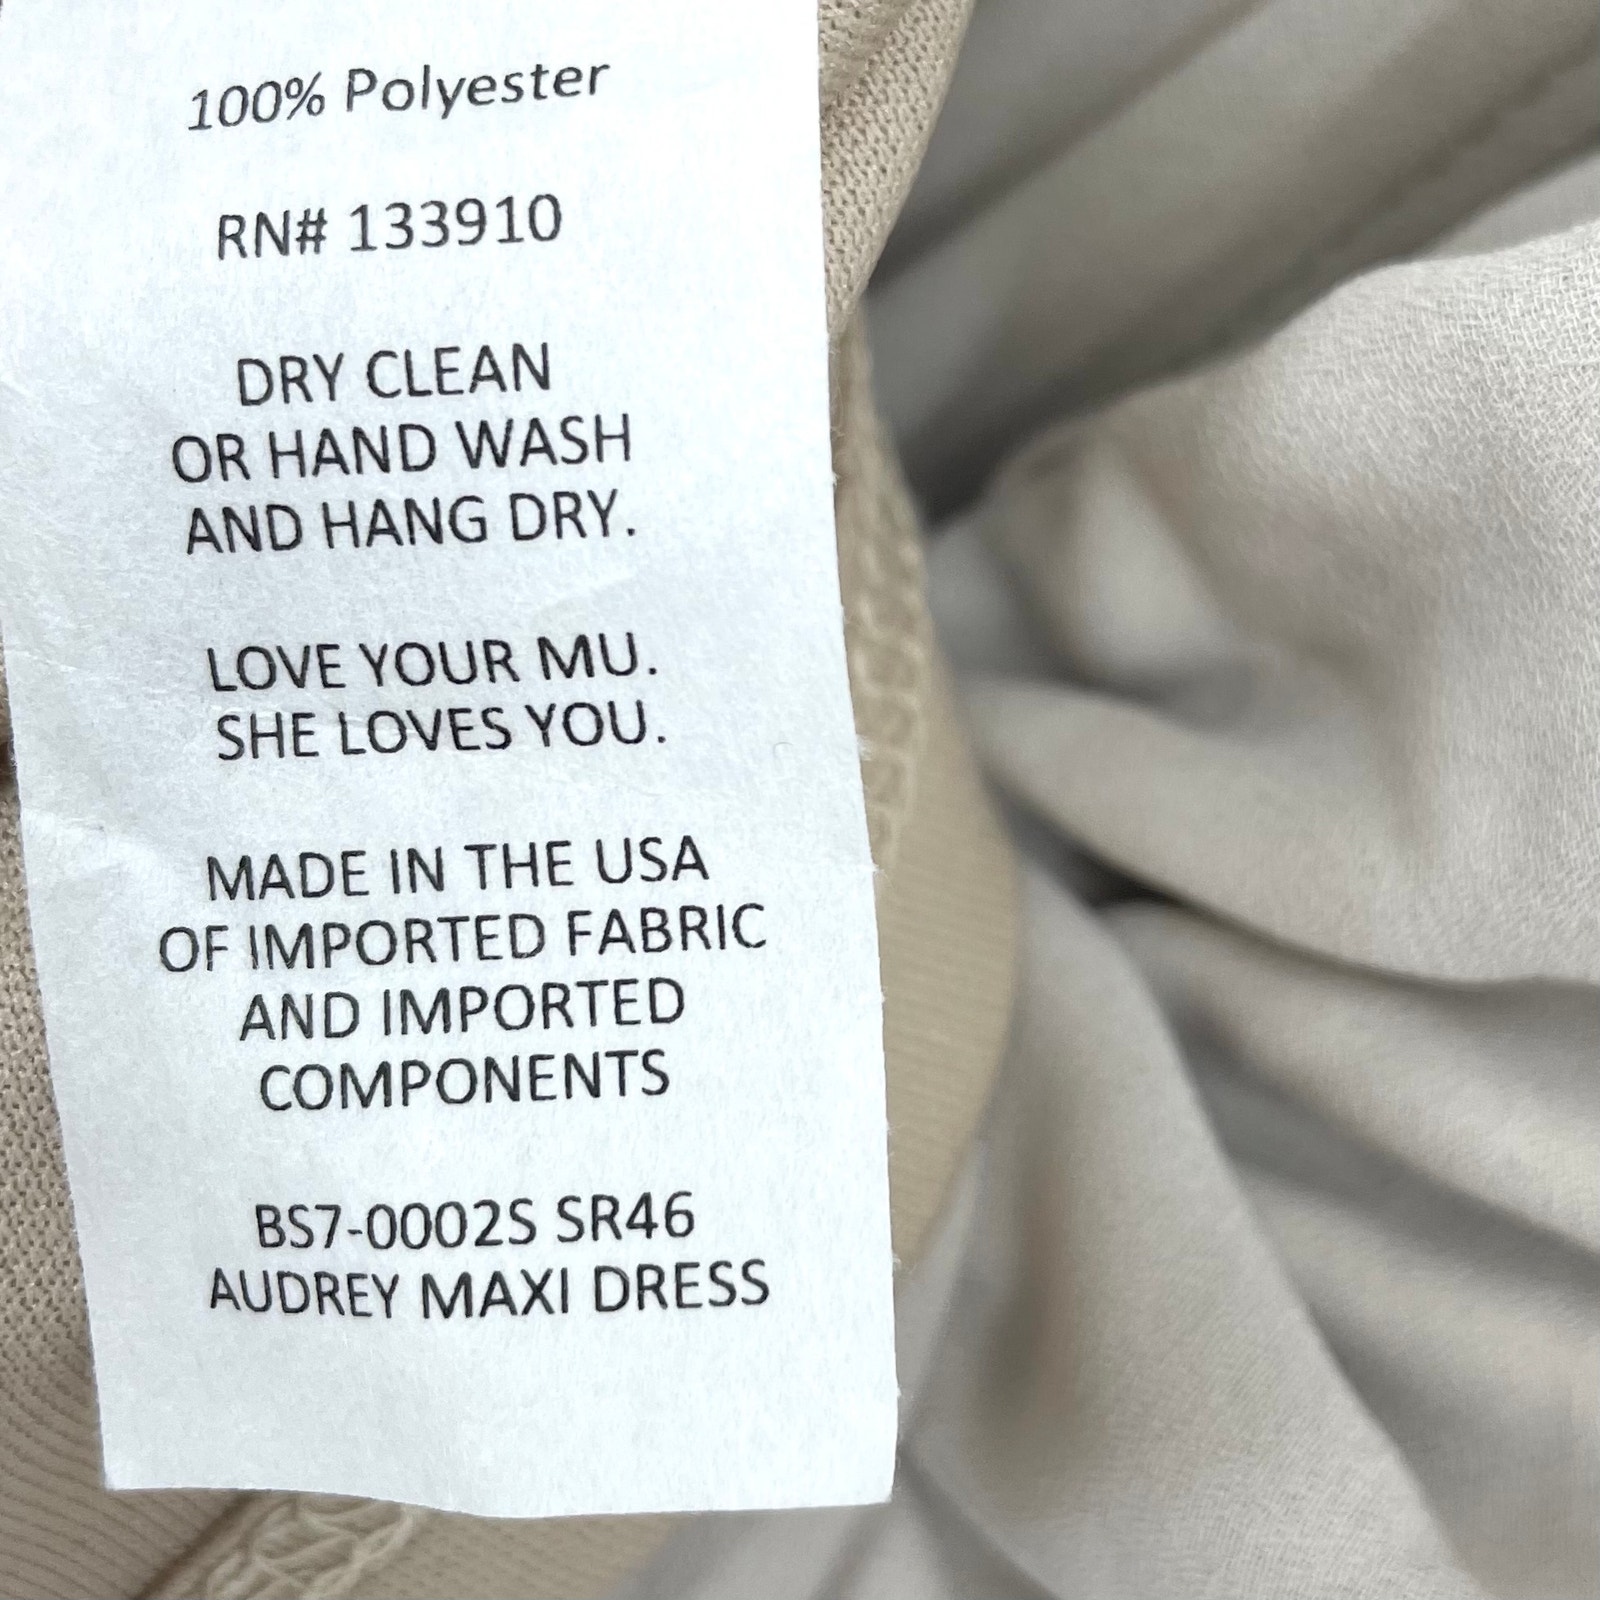 100% Polyester
RN# 133910
DRY CLEAN
OR HAND WASH
AND HANG DRY.
LOVE YOUR MU.
SHE LOVES YOU.
MADE IN THE USA
OF IMPORTED FABRIC
AND IMPORTED
COMPONENTS
BS7-0002S SR46
AUDREY MAXI DRESS